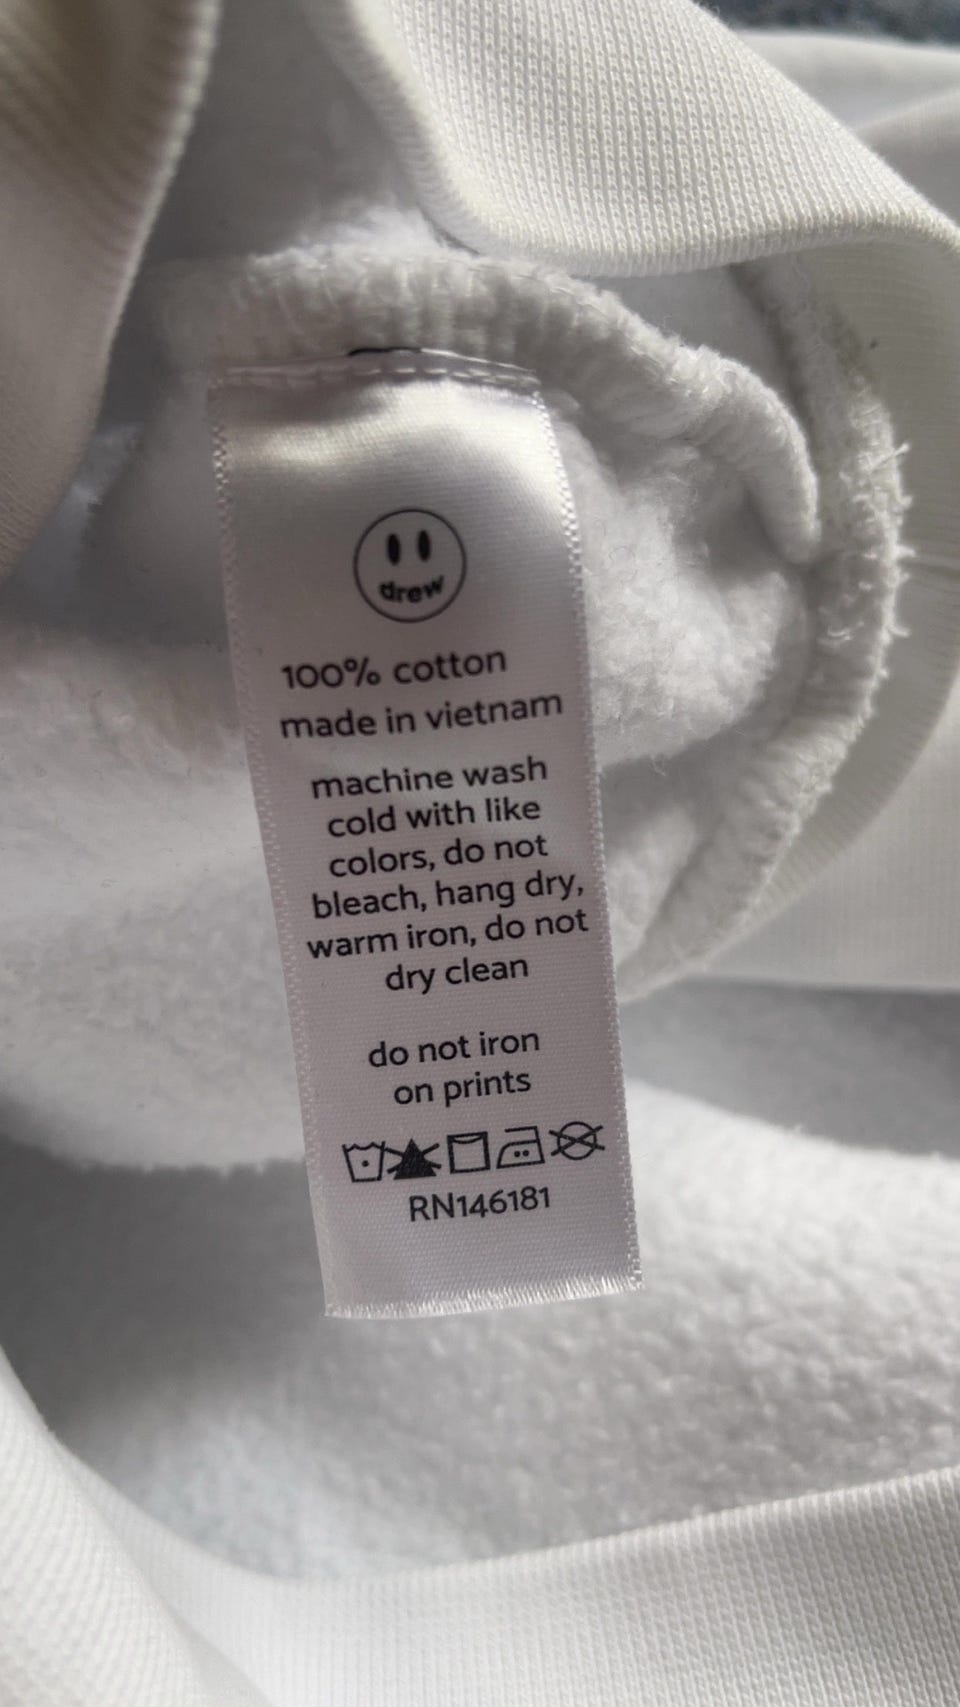 drew
100% cotton
made in vietnam
machine wash
cold with like
colors, do not
bleach, hang dry,
warm iron, do not
dry clean
do not iron
on prints
RN146181